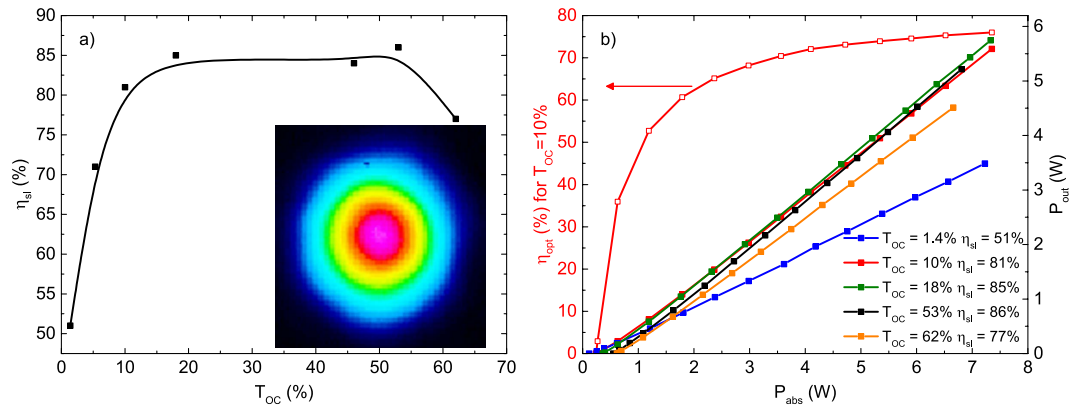 a)
90
85
80
75
70
65
60
55
50
η_sl (%)
0 10 20 30 40 50 60 70
T_OC (%)
b)
80
70
60
50
40
30
20
10
0
η_opt (%) for T_OC=10%
6
5
4
3
2
1
0
P_out (W)
T_OC = 1.4% η_sl = 51%
T_OC = 10% η_sl = 81%
T_OC = 18% η_sl = 85%
T_OC = 53% η_sl = 86%
T_OC = 62% η_sl = 77%
0 1 2 3 4 5 6 7 8
P_abs (W)